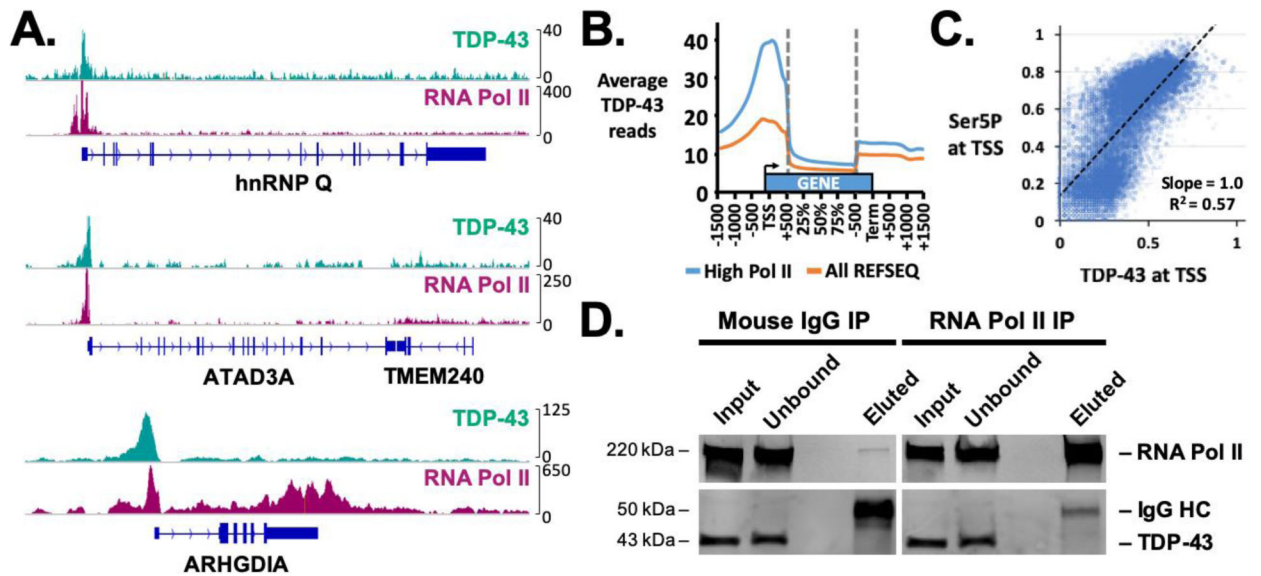 A.
TDP-43
40
0
RNA Pol II
400
0
hnRNP Q
TDP-43
40
0
RNA Pol II
250
0
ATAD3A
TMEM240
TDP-43
125
0
RNA Pol II
650
0
ARHGDIA
B.
Average
TDP-43
reads
40
30
20
10
0
GENE
-1500
-1000
-500
TSS
+500
25%
50%
75%
-500
Term
+500
+1000
+1500
High Pol II
All REFSEQ
C.
Ser5P
at TSS
1
0.8
0.6
0.4
0.2
0
Slope = 1.0
R² = 0.57
0
0.5
1
TDP-43 at TSS
D.
Mouse IgG IP
RNA Pol II IP
Input
Unbound
Eluted
Input
Unbound
Eluted
220 kDa –
– RNA Pol II
50 kDa –
– IgG HC
43 kDa –
– TDP-43